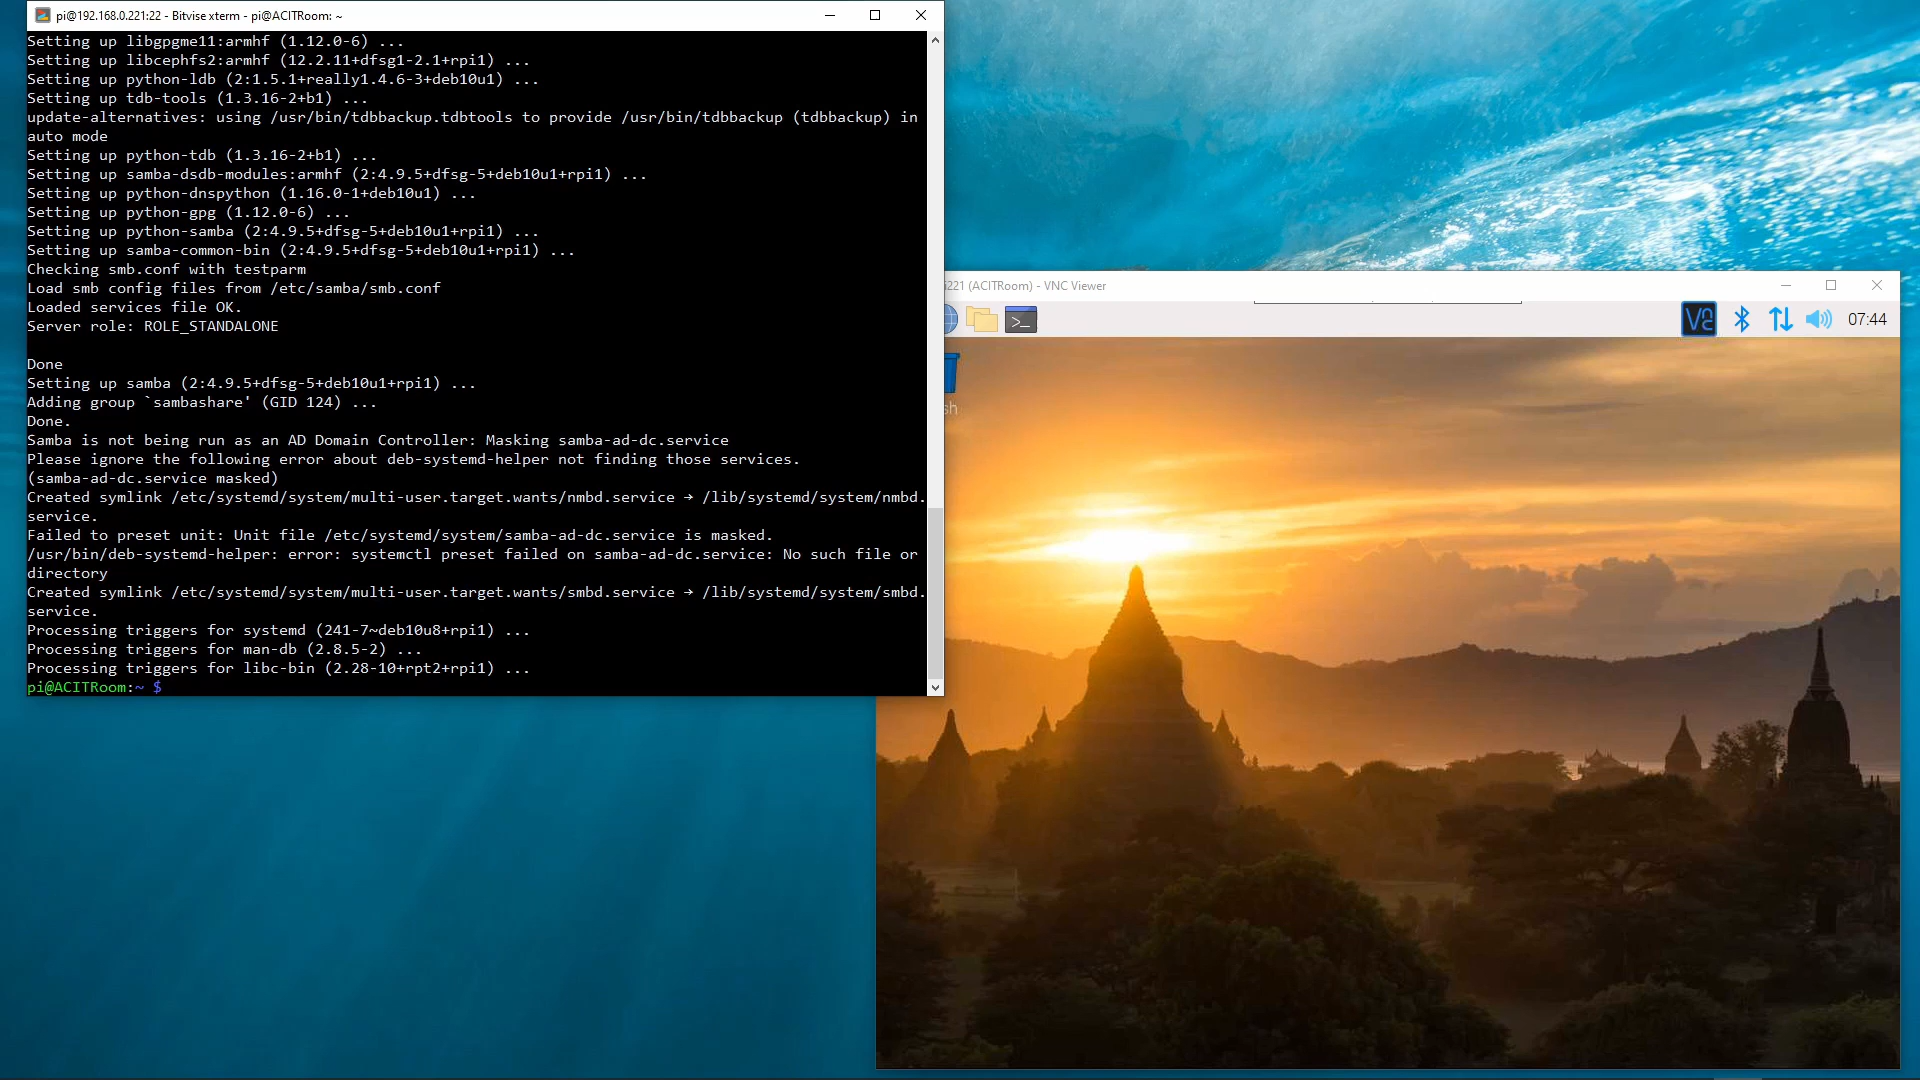 pi@192.168.0.221:22 - Bitvise xterm - pi@ACITRoom: ~
Setting up libgpgme11:armhf (1.12.0-6) ...
Setting up libcephfs2:armhf (12.2.11+dfsg1-2.1+rpi1) ...
Setting up python-ldb (2:1.5.1+really1.4.6-3+deb10u1) ...
Setting up tdb-tools (1.3.16-2+b1) ...
update-alternatives: using /usr/bin/tdbbackup.tdbtools to provide /usr/bin/tdbbackup (tdbbackup) in
auto mode
Setting up python-tdb (1.3.16-2+b1) ...
Setting up samba-dsdb-modules:armhf (2:4.9.5+dfsg-5+deb10u1+rpi1) ...
Setting up python-dnspython (1.16.0-1+deb10u1) ...
Setting up python-gpg (1.12.0-6) ...
Setting up python-samba (2:4.9.5+dfsg-5+deb10u1+rpi1) ...
Setting up samba-common-bin (2:4.9.5+dfsg-5+deb10u1+rpi1) ...
Checking smb.conf with testparm
Load smb config files from /etc/samba/smb.conf
Loaded services file OK.
Server role: ROLE_STANDALONE
Done
Setting up samba (2:4.9.5+dfsg-5+deb10u1+rpi1) ...
Adding group `sambashare' (GID 124) ...
Done.
Samba is not being run as an AD Domain Controller: Masking samba-ad-dc.service
Please ignore the following error about deb-systemd-helper not finding those services.
(samba-ad-dc.service masked)
Created symlink /etc/systemd/system/multi-user.target.wants/nmbd.service → /lib/systemd/system/nmbd.
service.
Failed to preset unit: Unit file /etc/systemd/system/samba-ad-dc.service is masked.
/usr/bin/deb-systemd-helper: error: systemctl preset failed on samba-ad-dc.service: No such file or
directory
Created symlink /etc/systemd/system/multi-user.target.wants/smbd.service → /lib/systemd/system/smbd.
service.
Processing triggers for systemd (241-7~deb10u8+rpi1) ...
Processing triggers for man-db (2.8.5-2) ...
Processing triggers for libc-bin (2.28-10+rpt2+rpi1) ...
pi@ACITRoom:~ $
i221 (ACITRoom) - VNC Viewer
07:44
sh